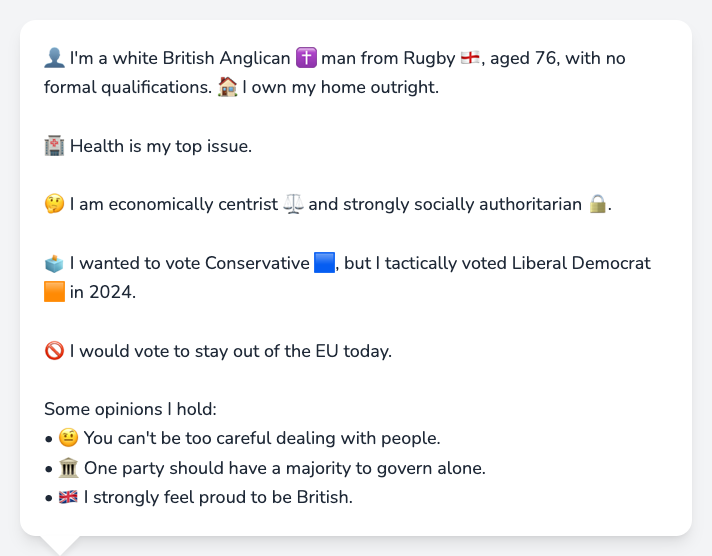 👤 I'm a white British Anglican ✝️ man from Rugby 🏴󠁧󠁢󠁥󠁮󠁧󠁿, aged 76, with no
formal qualifications. 🏠 I own my home outright.
🏥 Health is my top issue.
🤔 I am economically centrist ⚖️ and strongly socially authoritarian 🔒.
🗳️ I wanted to vote Conservative 🟦, but I tactically voted Liberal Democrat
🟧 in 2024.
🚫 I would vote to stay out of the EU today.
Some opinions I hold:
• 🤨 You can't be too careful dealing with people.
• 🏛️ One party should have a majority to govern alone.
• 🇬🇧 I strongly feel proud to be British.